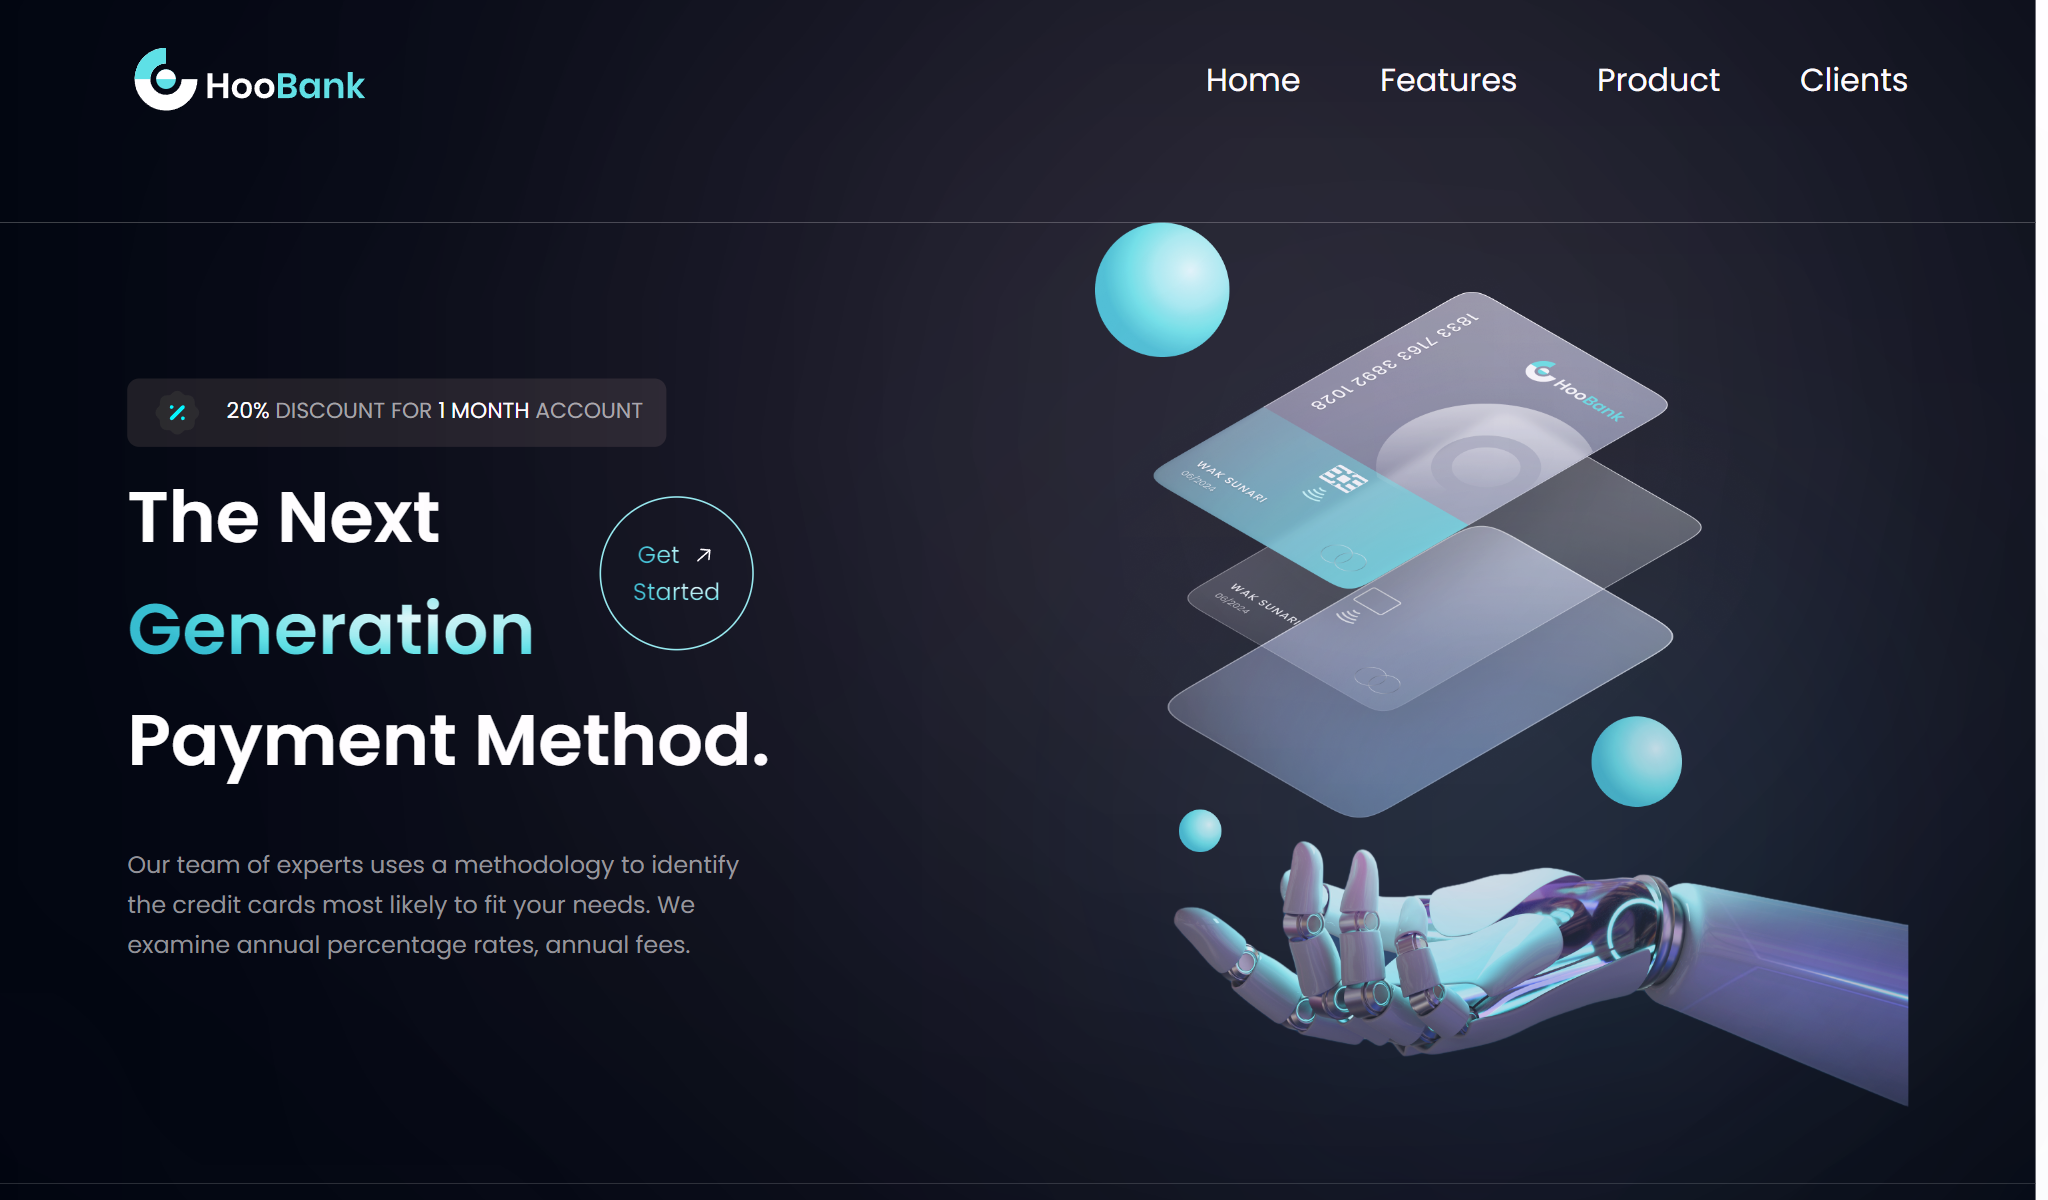 HooBank
Home
Features
Product
Clients
20% DISCOUNT FOR 1 MONTH ACCOUNT
The Next
Generation
Payment Method.
Get
Started
Our team of experts uses a methodology to identify
the credit cards most likely to fit your needs. We
examine annual percentage rates, annual fees.
1833 7163 3892 1028
HooBank
WAK SUNARI
06/2024
WAK SUNARI
06/2024